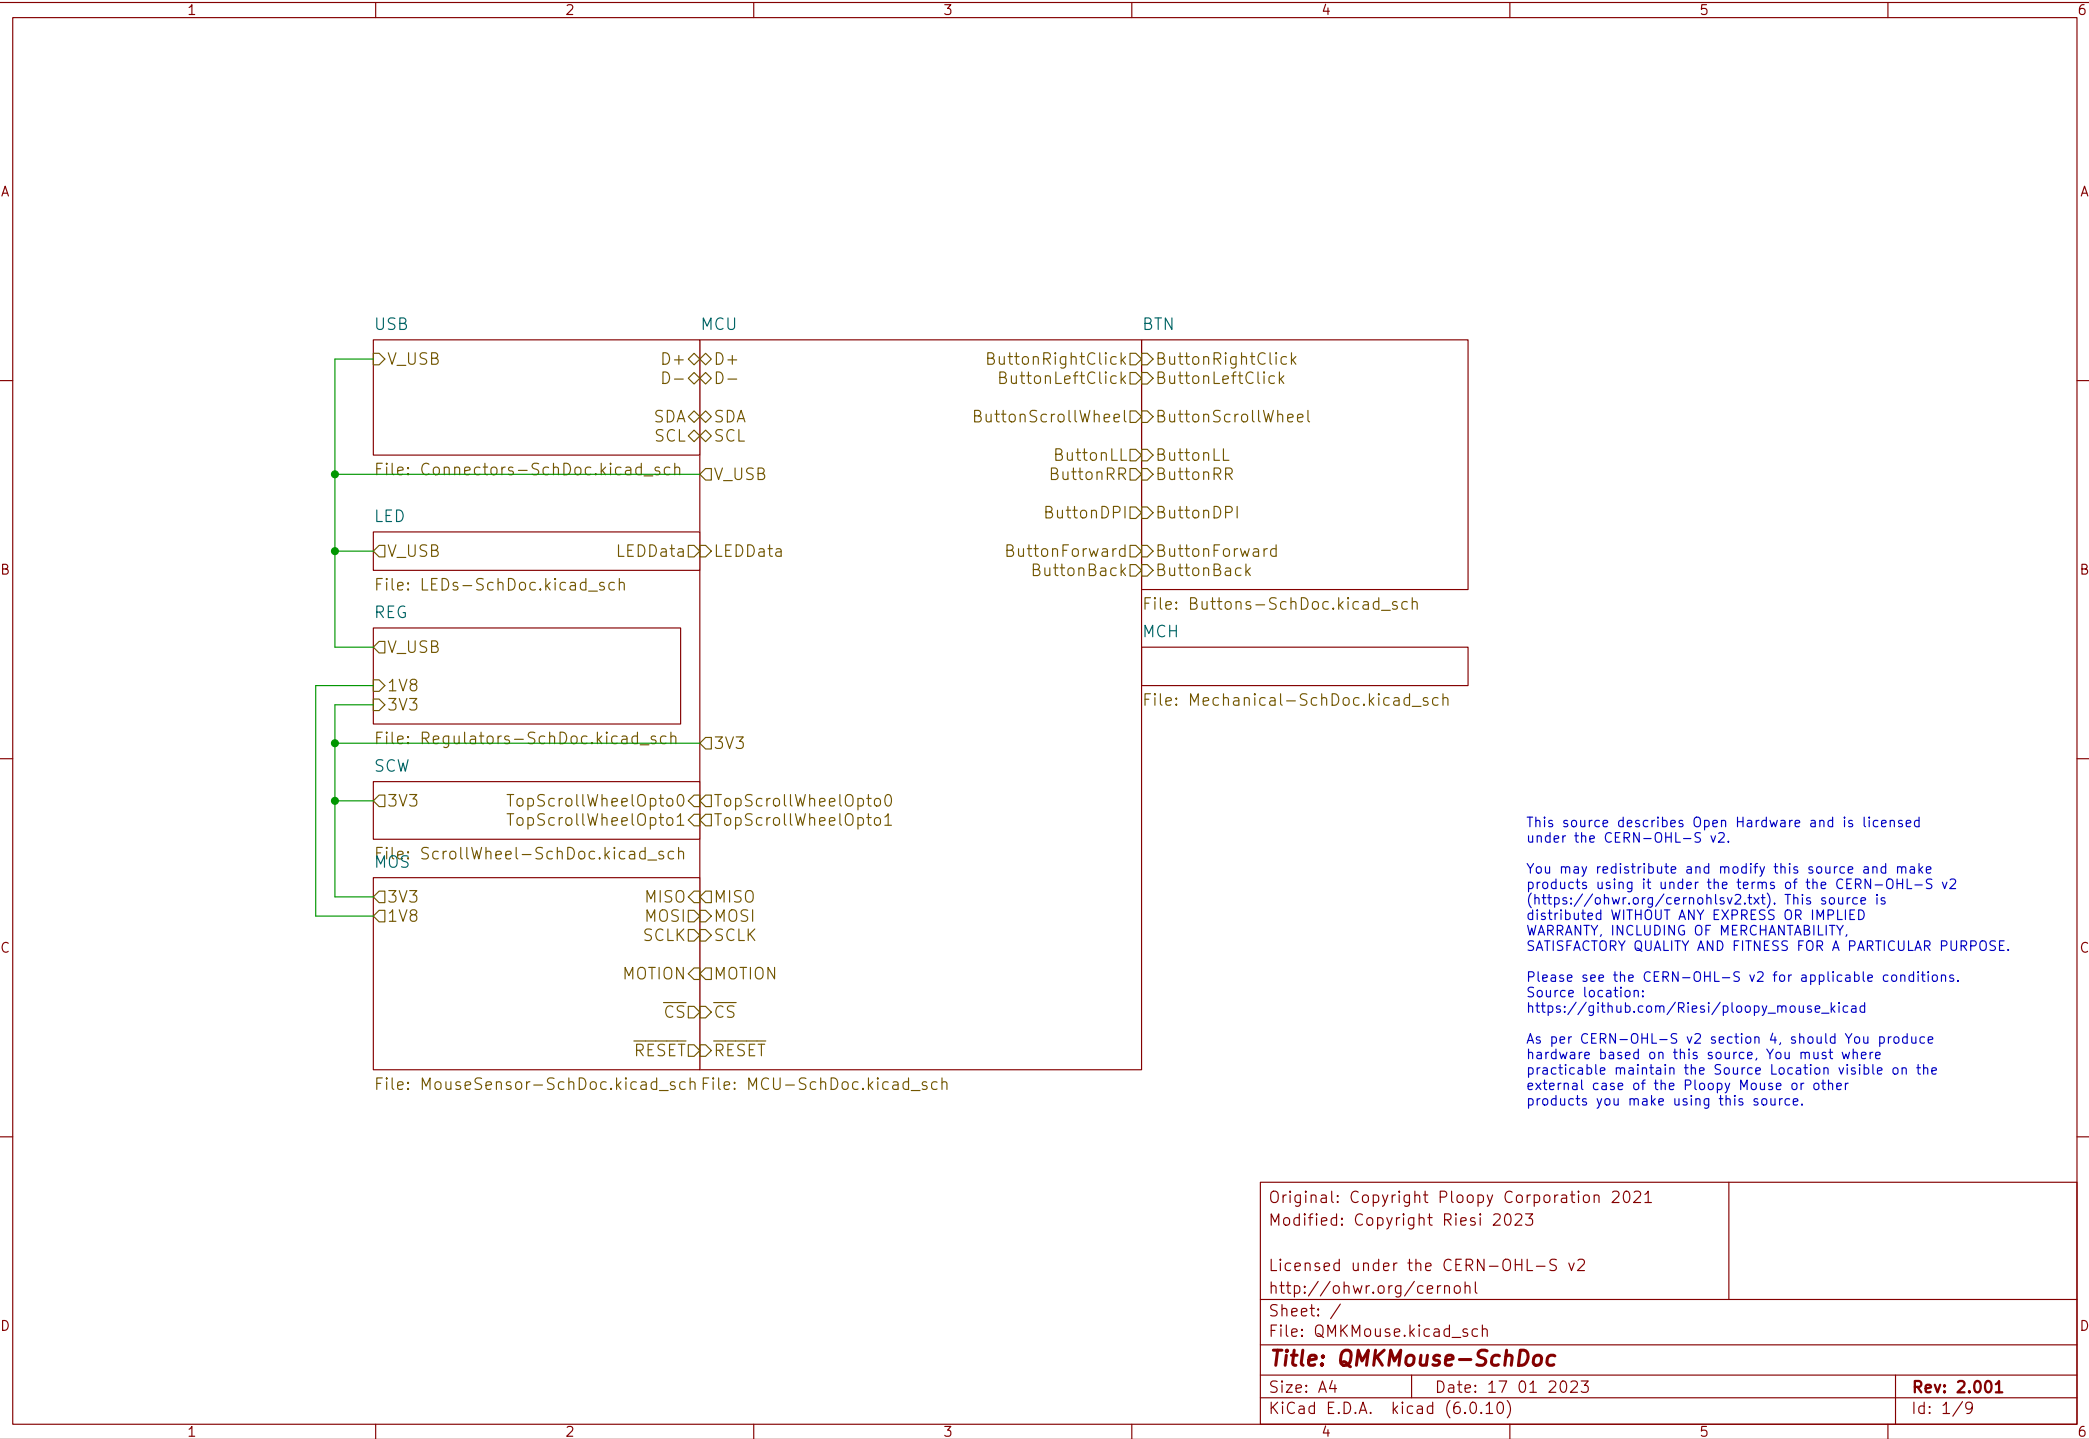 1 2 3 4 5 6
A A
B B
C C
D D
USB
V_USB D+
D-
SDA
SCL
File: Connectors-SchDoc.kicad_sch
LED
V_USB LEDData
File: LEDs-SchDoc.kicad_sch
REG
V_USB
1V8
3V3
File: Regulators-SchDoc.kicad_sch
SCW
3V3 TopScrollWheelOpto0
TopScrollWheelOpto1
File: ScrollWheel-SchDoc.kicad_sch
MOS
3V3 MISO
1V8 MOSI
SCLK
MOTION
CS
RESET
File: MouseSensor-SchDoc.kicad_sch
MCU
D+ ButtonRightClick
D- ButtonLeftClick
SDA ButtonScrollWheel
SCL
ButtonLL
V_USB ButtonRR
ButtonDPI
LEDData ButtonForward
ButtonBack
3V3
TopScrollWheelOpto0
TopScrollWheelOpto1
MISO
MOSI
SCLK
MOTION
CS
RESET
File: MCU-SchDoc.kicad_sch
BTN
ButtonRightClick
ButtonLeftClick
ButtonScrollWheel
ButtonLL
ButtonRR
ButtonDPI
ButtonForward
ButtonBack
File: Buttons-SchDoc.kicad_sch
MCH
File: Mechanical-SchDoc.kicad_sch
This source describes Open Hardware and is licensed
under the CERN-OHL-S v2.
You may redistribute and modify this source and make
products using it under the terms of the CERN-OHL-S v2
(https://ohwr.org/cernohlsv2.txt). This source is
distributed WITHOUT ANY EXPRESS OR IMPLIED
WARRANTY, INCLUDING OF MERCHANTABILITY,
SATISFACTORY QUALITY AND FITNESS FOR A PARTICULAR PURPOSE.
Please see the CERN-OHL-S v2 for applicable conditions.
Source location:
https://github.com/Riesi/ploopy_mouse_kicad
As per CERN-OHL-S v2 section 4, should You produce
hardware based on this source, You must where
practicable maintain the Source Location visible on the
external case of the Ploopy Mouse or other
products you make using this source.
Original: Copyright Ploopy Corporation 2021
Modified: Copyright Riesi 2023
Licensed under the CERN-OHL-S v2
http://ohwr.org/cernohl
Sheet: /
File: QMKMouse.kicad_sch
Title: QMKMouse-SchDoc
Size: A4 Date: 17 01 2023 Rev: 2.001
KiCad E.D.A. kicad (6.0.10) Id: 1/9
1 2 3 4 5 6